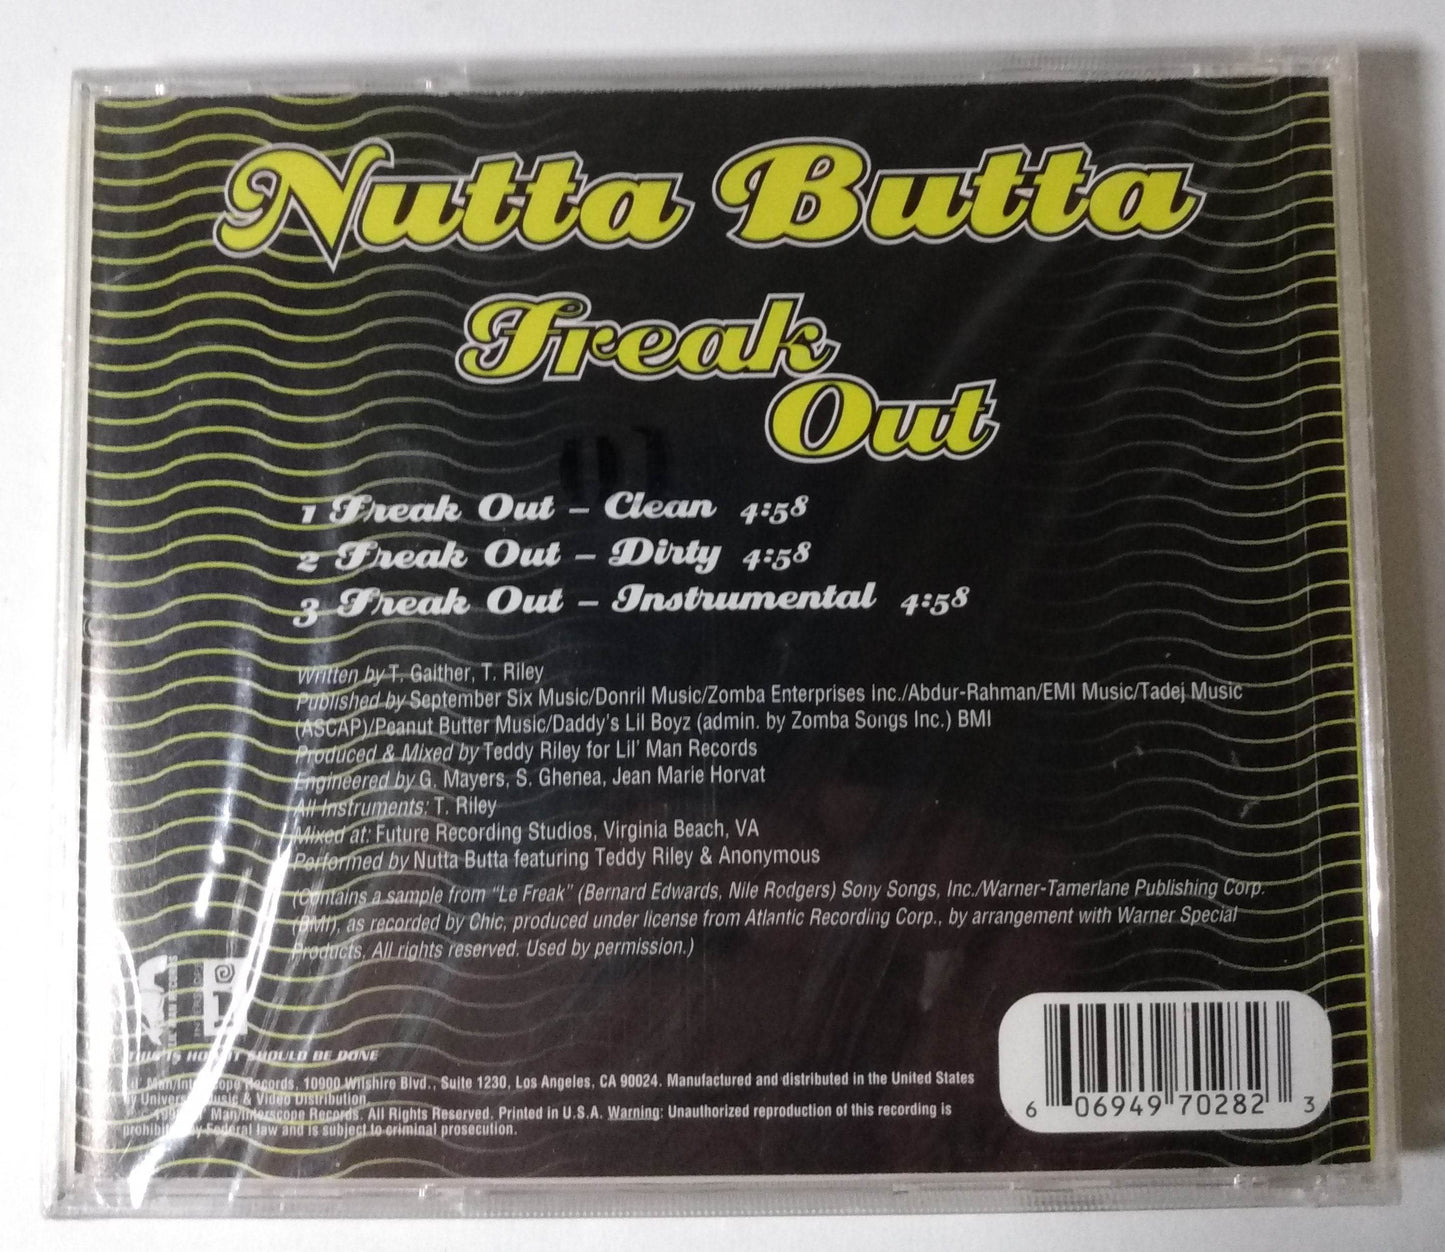 Nutta Butta
Freak
Out
1 Freak Out – Clean 4:58
2 Freak Out – Dirty 4:58
3 Freak Out – Instrumental 4:58
Written by T. Gaither, T. Riley
Published by September Six Music/Donril Music/Zomba Enterprises Inc./Abdur-Rahman/EMI Music/Tadej Music
(ASCAP)/Peanut Butter Music/Daddy's Lil Boyz (admin. by Zomba Songs Inc.) BMI
Produced & Mixed by Teddy Riley for Lil' Man Records
Engineered by G. Mayers, S. Ghenea, Jean Marie Horvat
All Instruments: T. Riley
Mixed at: Future Recording Studios, Virginia Beach, VA
Performed by Nutta Butta featuring Teddy Riley & Anonymous
(Contains a sample from "Le Freak" (Bernard Edwards, Nile Rodgers) Sony Songs, Inc./Warner-Tamerlane Publishing Corp.
(BMI), as recorded by Chic, produced under license from Atlantic Recording Corp., by arrangement with Warner Special
Products. All rights reserved. Used by permission.)
THIS IS HOW IT SHOULD BE DONE
Lil' Man/Interscope Records, 10900 Wilshire Blvd., Suite 1230, Los Angeles, CA 90024. Manufactured and distributed in the United States
by Universal Music & Video Distribution.
Man/Interscope Records. All Rights Reserved. Printed in U.S.A. Warning: Unauthorized reproduction of this recording is
prohibited by Federal law and is subject to criminal prosecution.
6 06949 70282 3